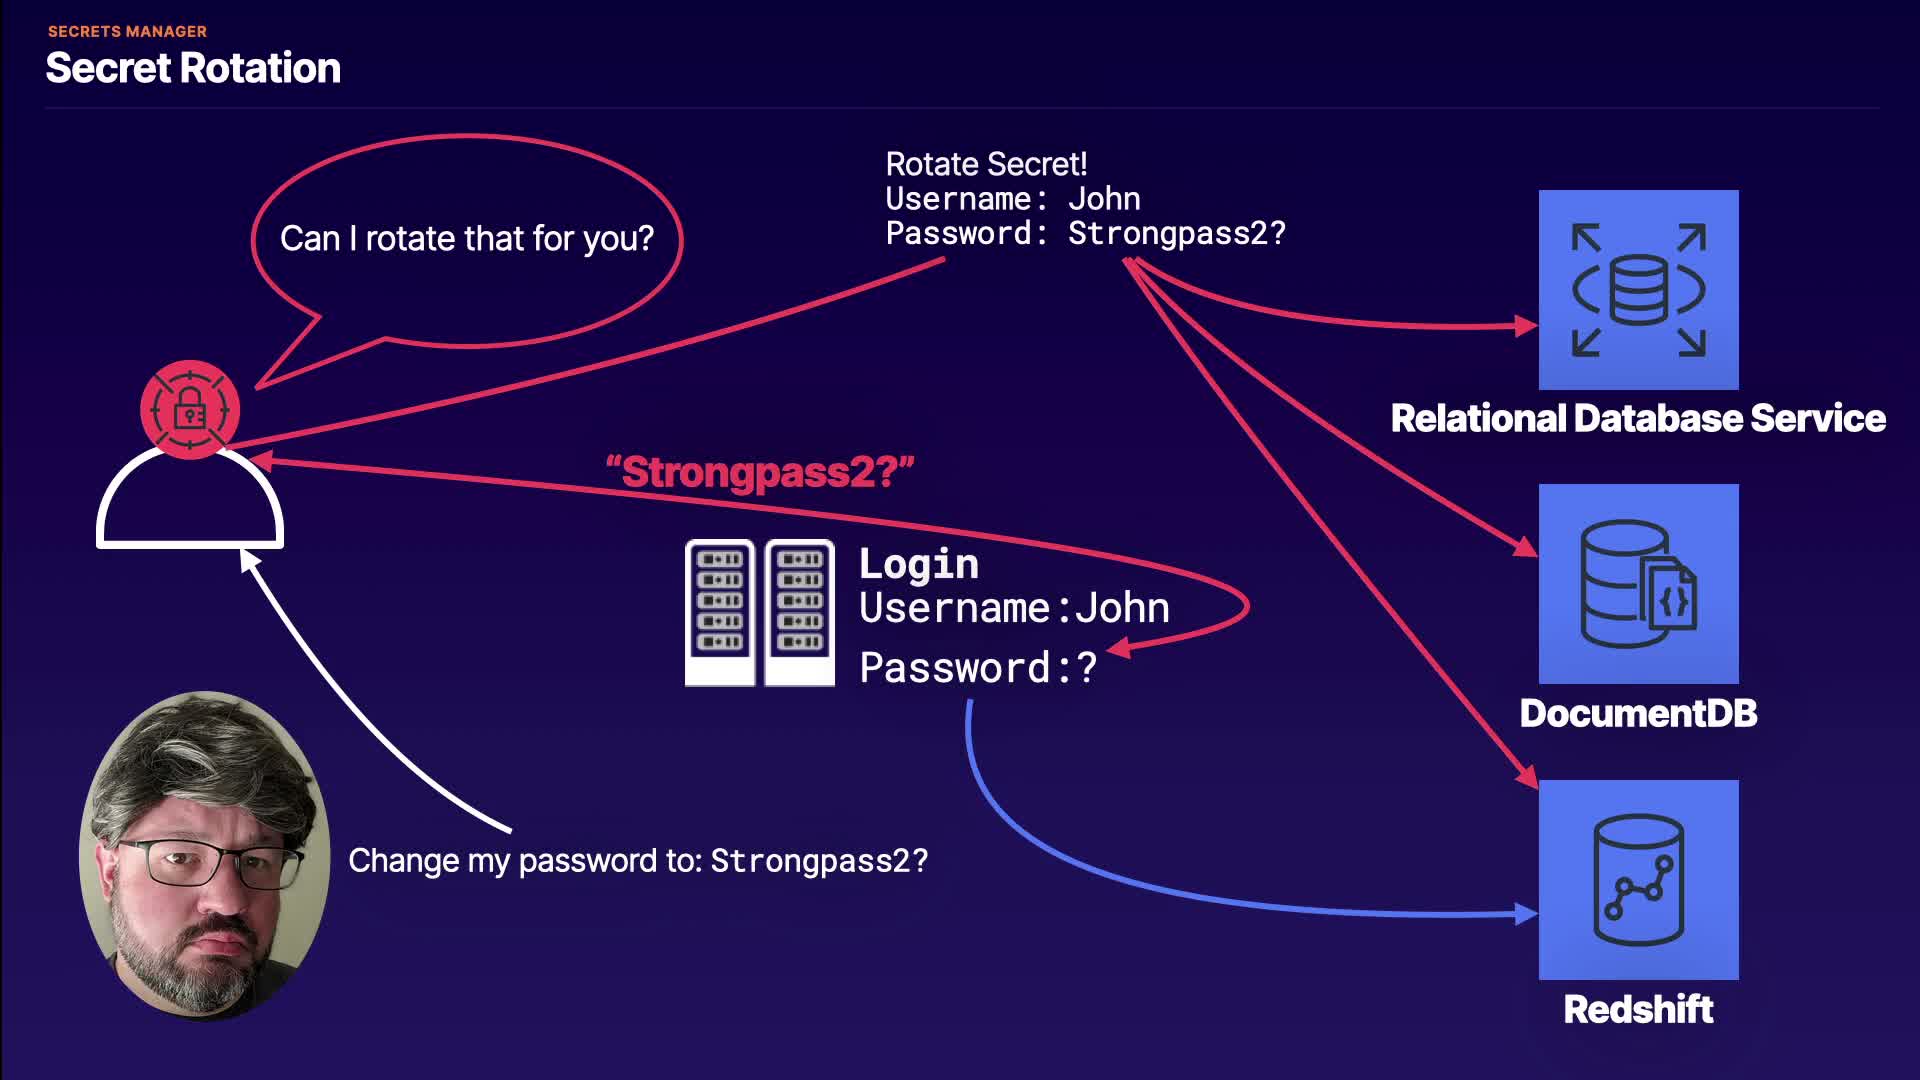 SECRETS MANAGER
Secret Rotation
Can I rotate that for you?
Rotate Secret!
Username: John
Password: Strongpass2?
Relational Database Service
“Strongpass2?”
Login
Username:John
Password:?
DocumentDB
Change my password to: Strongpass2?
Redshift